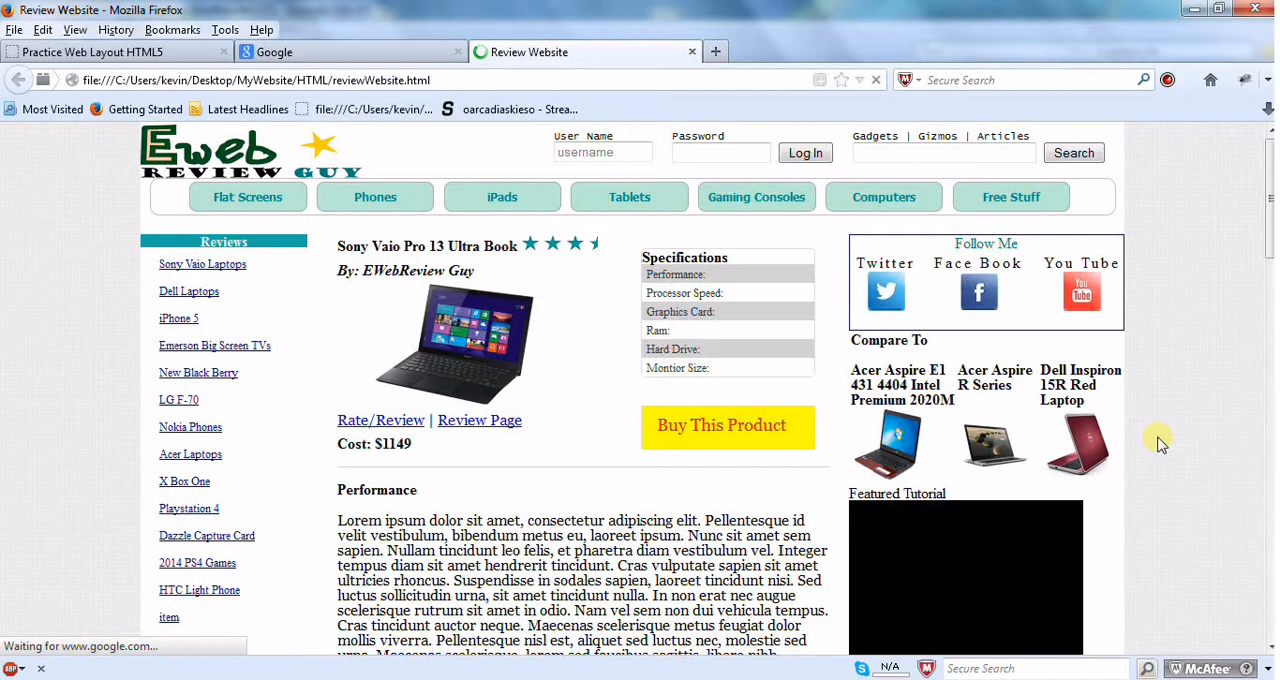 Review Website - Mozilla Firefox
File Edit View History Bookmarks Tools Help
Practice Web Layout HTML5
Google
Review Website
file:///C:/Users/kevin/Desktop/MyWebsite/HTML/reviewWebsite.html
Secure Search
Most Visited
Getting Started
Latest Headlines
file:///C:/Users/kevin/...
oarcadiaskieso - Strea...
Eweb
REVIEW GUY
User Name
username
Password
Log In
Gadgets | Gizmos | Articles
Search
Flat Screens
Phones
iPads
Tablets
Gaming Consoles
Computers
Free Stuff
Reviews
Sony Vaio Laptops
Dell Laptops
iPhone 5
Emerson Big Screen TVs
New Black Berry
LG F-70
Nokia Phones
Acer Laptops
X Box One
Playstation 4
Dazzle Capture Card
2014 PS4 Games
HTC Light Phone
item
Sony Vaio Pro 13 Ultra Book
By: EWebReview Guy
Rate/Review | Review Page
Cost: $1149
Specifications
Performance:
Processor Speed:
Graphics Card:
Ram:
Hard Drive:
Montior Size:
Buy This Product
Performance
Lorem ipsum dolor sit amet, consectetur adipiscing elit. Pellentesque id
velit vestibulum, bibendum metus eu, laoreet ipsum. Nunc sit amet sem
sapien. Nullam tincidunt leo felis, et pharetra diam vestibulum vel. Integer
tempus diam sit amet hendrerit tincidunt. Cras vulputate sapien sit amet
ultricies rhoncus. Suspendisse in sodales sapien, laoreet tincidunt nisi. Sed
luctus sollicitudin urna, sit amet tincidunt nulla. In non erat nec augue
scelerisque rutrum sit amet in odio. Nam vel sem non dui vehicula tempus.
Cras tincidunt auctor neque. Maecenas scelerisque metus feugiat dolor
mollis viverra. Pellentesque nisl est, aliquet sed luctus nec, molestie sed
urna. Maecenas scelerisque, lorem sed faucibus sagittis, libero nibh
Follow Me
Twitter
Face Book
You Tube
You
Tube
Compare To
Acer Aspire E1
431 4404 Intel
Premium 2020M
Acer Aspire
R Series
Dell Inspiron
15R Red
Laptop
Featured Tutorial
Waiting for www.google.com...
ABP
N/A
Secure Search
McAfee